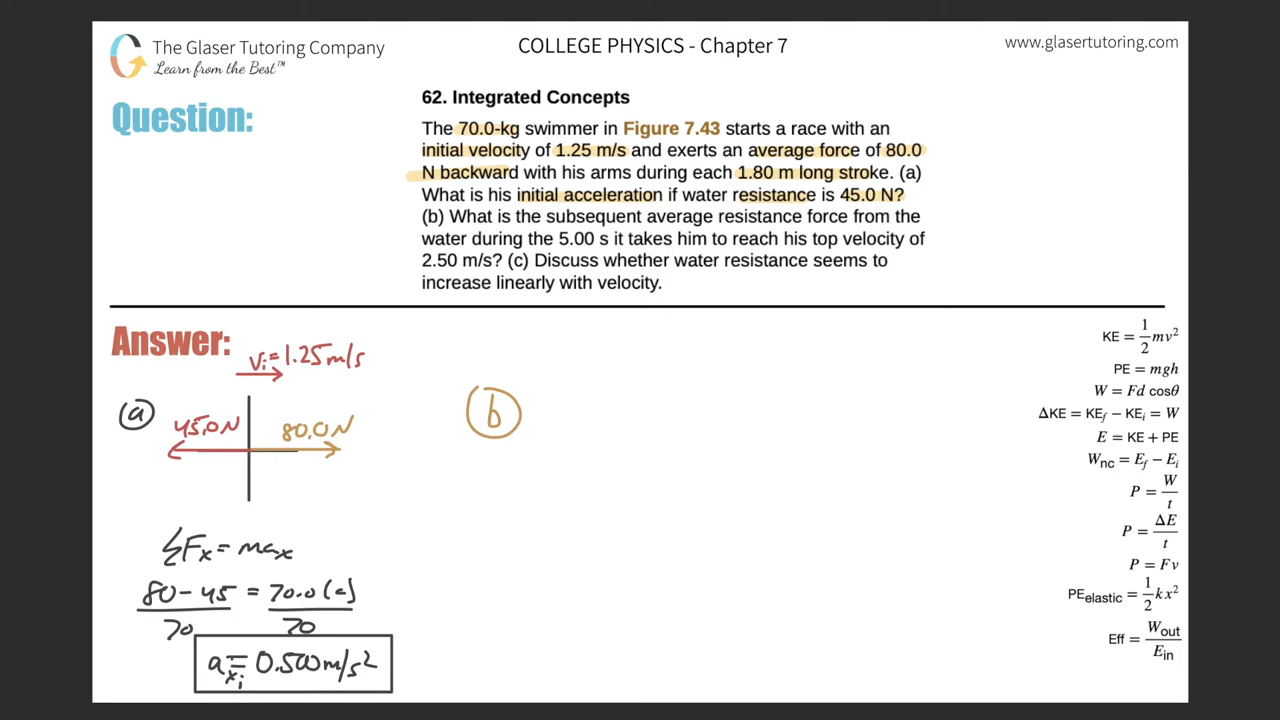 The Glaser Tutoring Company
Learn from the Best™
COLLEGE PHYSICS - Chapter 7
www.glasertutoring.com
Question:
62. Integrated Concepts
The 70.0-kg swimmer in Figure 7.43 starts a race with an
initial velocity of 1.25 m/s and exerts an average force of 80.0
N backward with his arms during each 1.80 m long stroke. (a)
What is his initial acceleration if water resistance is 45.0 N?
(b) What is the subsequent average resistance force from the
water during the 5.00 s it takes him to reach his top velocity of
2.50 m/s? (c) Discuss whether water resistance seems to
increase linearly with velocity.
Answer:
Vi = 1.25 m/s
(a)
45.0N
80.0N
ΣFx = max
80 - 45 = 70.0(a)
70 70
axi = 0.500 m/s²
(b)
KE = 1/2 mv²
PE = mgh
W = Fd cosθ
ΔKE = KEf − KEi = W
E = KE + PE
Wnc = Ef − Ei
P = W/t
P = ΔE/t
P = Fv
PEelastic = 1/2 kx²
Eff = Wout/Ein